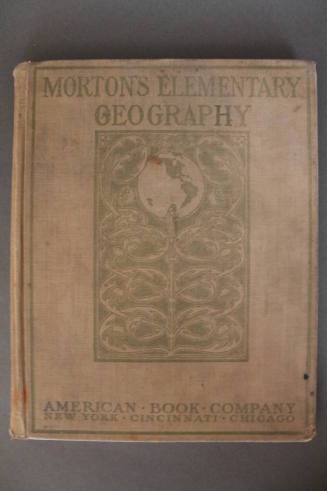 MORTON'S ELEMENTARY
GEOGRAPHY
AMERICAN · BOOK · COMPANY
NEW YORK · CINCINNATI · CHICAGO